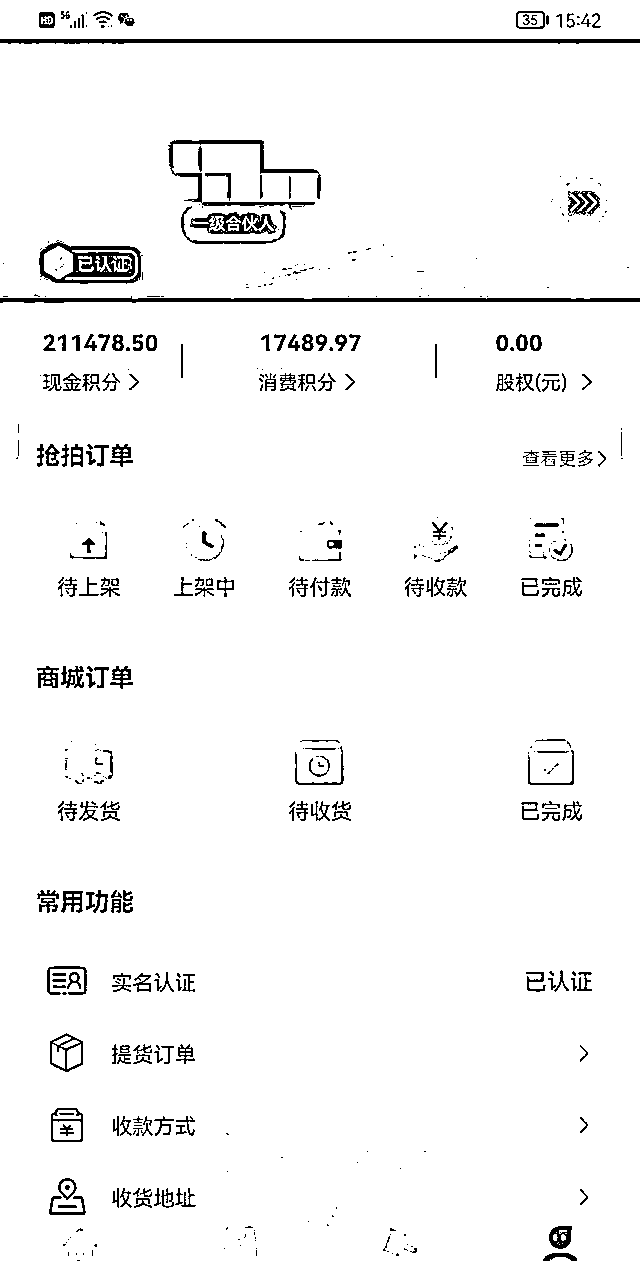 HD 5G 35 15:42
一级合伙人
已认证
211478.50 17489.97 0.00
现金积分 消费积分 股权(元)
抢拍订单 查看更多
待上架 上架中 待付款 待收款 已完成
商城订单
待发货 待收货 已完成
常用功能
实名认证 已认证
提货订单
收款方式
收货地址